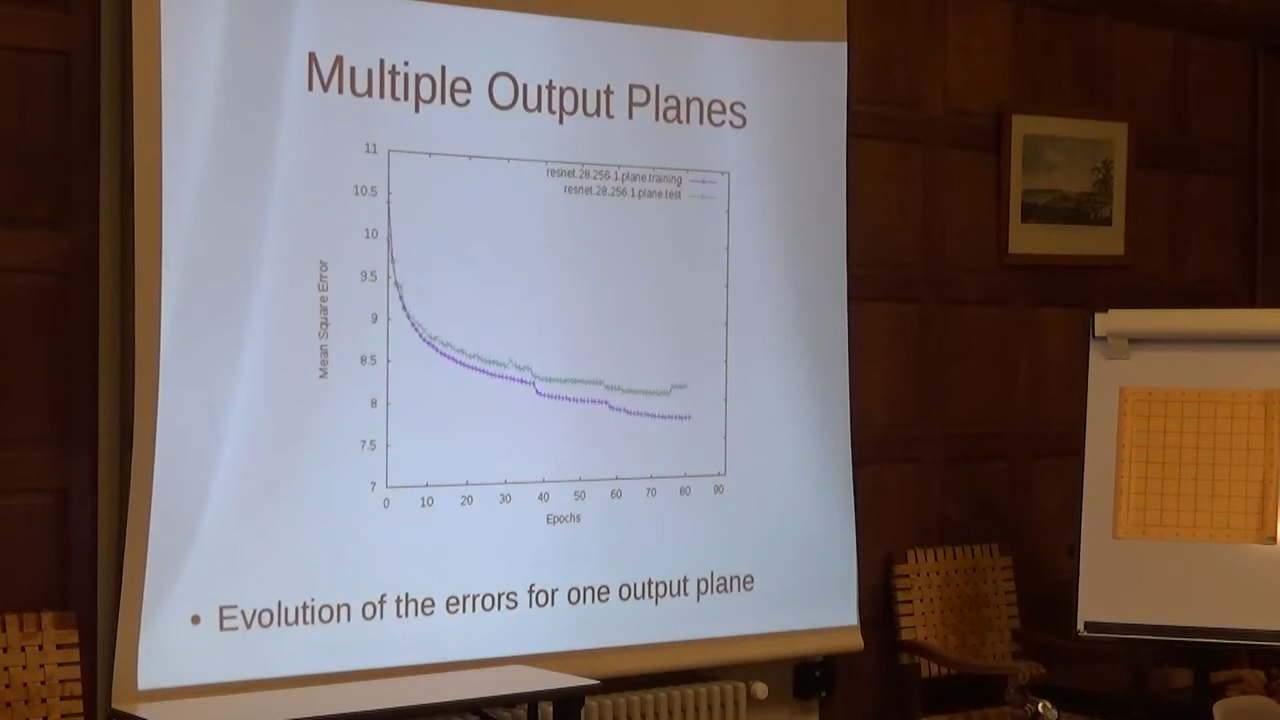 Multiple Output Planes
11
10.5
10
9.5
9
8.5
8
7.5
7
Mean Square Error
resnet.28.256.1.plane.training
resnet.28.256.1.plane.test
0 10 20 30 40 50 60 70 80 90
Epochs
• Evolution of the errors for one output plane